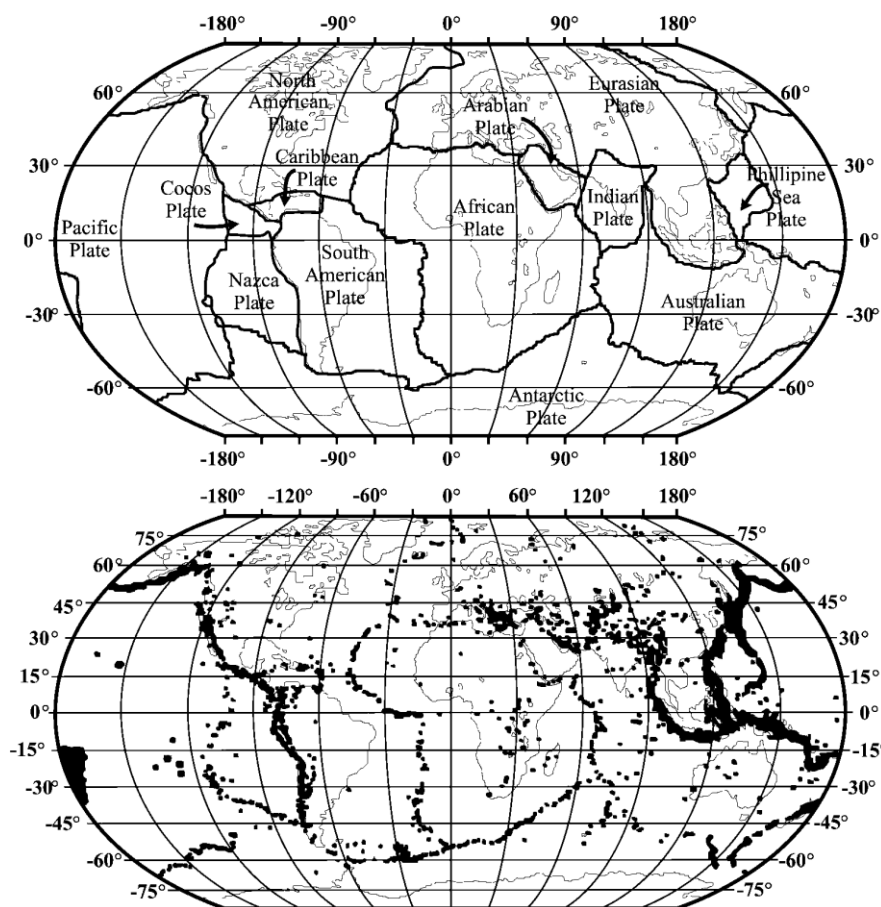 -180° -90° 0° 90° 180°
North
American
Plate
Eurasian
Plate
Arabian
Plate
60° 60°
Caribbean
Plate
30° 30°
Cocos
Plate
Phillipine
Sea
Plate
Indian
Plate
African
Plate
Pacific
Plate
0° 0°
South
American
Plate
Nazca
Plate
Australian
Plate
-30° -30°
-60° -60°
Antarctic
Plate
-180° -90° 0° 90° 180°
-180° -120° -60° 0° 60° 120° 180°
75° 75°
60° 60°
45° 45°
30° 30°
15° 15°
0° 0°
-15° -15°
-30° -30°
-45° -45°
-60° -60°
-75° -75°